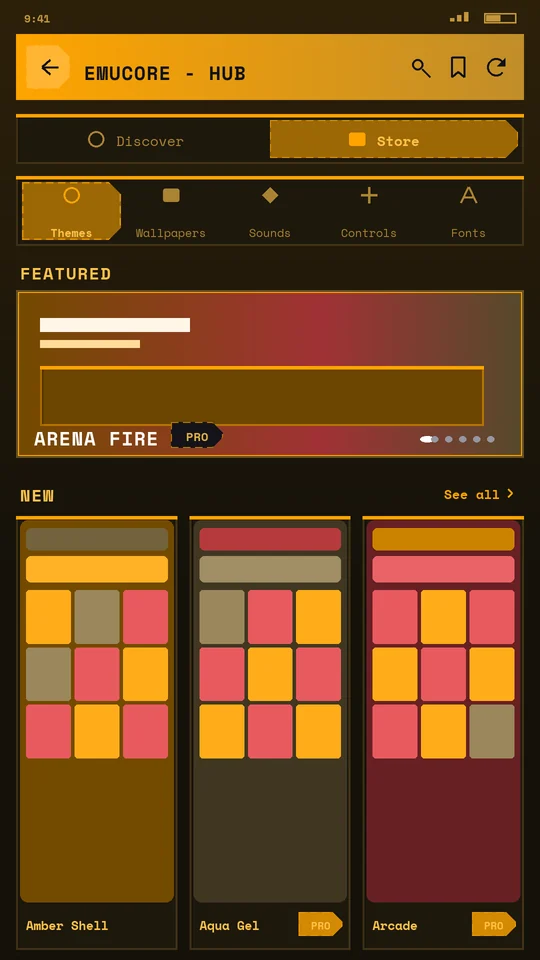 9:41
EMUCORE - HUB
Discover
Store
Themes
Wallpapers
Sounds
Controls
Fonts
FEATURED
ARENA FIRE
PRO
NEW
See all
Amber Shell
Aqua Gel
PRO
Arcade
PRO